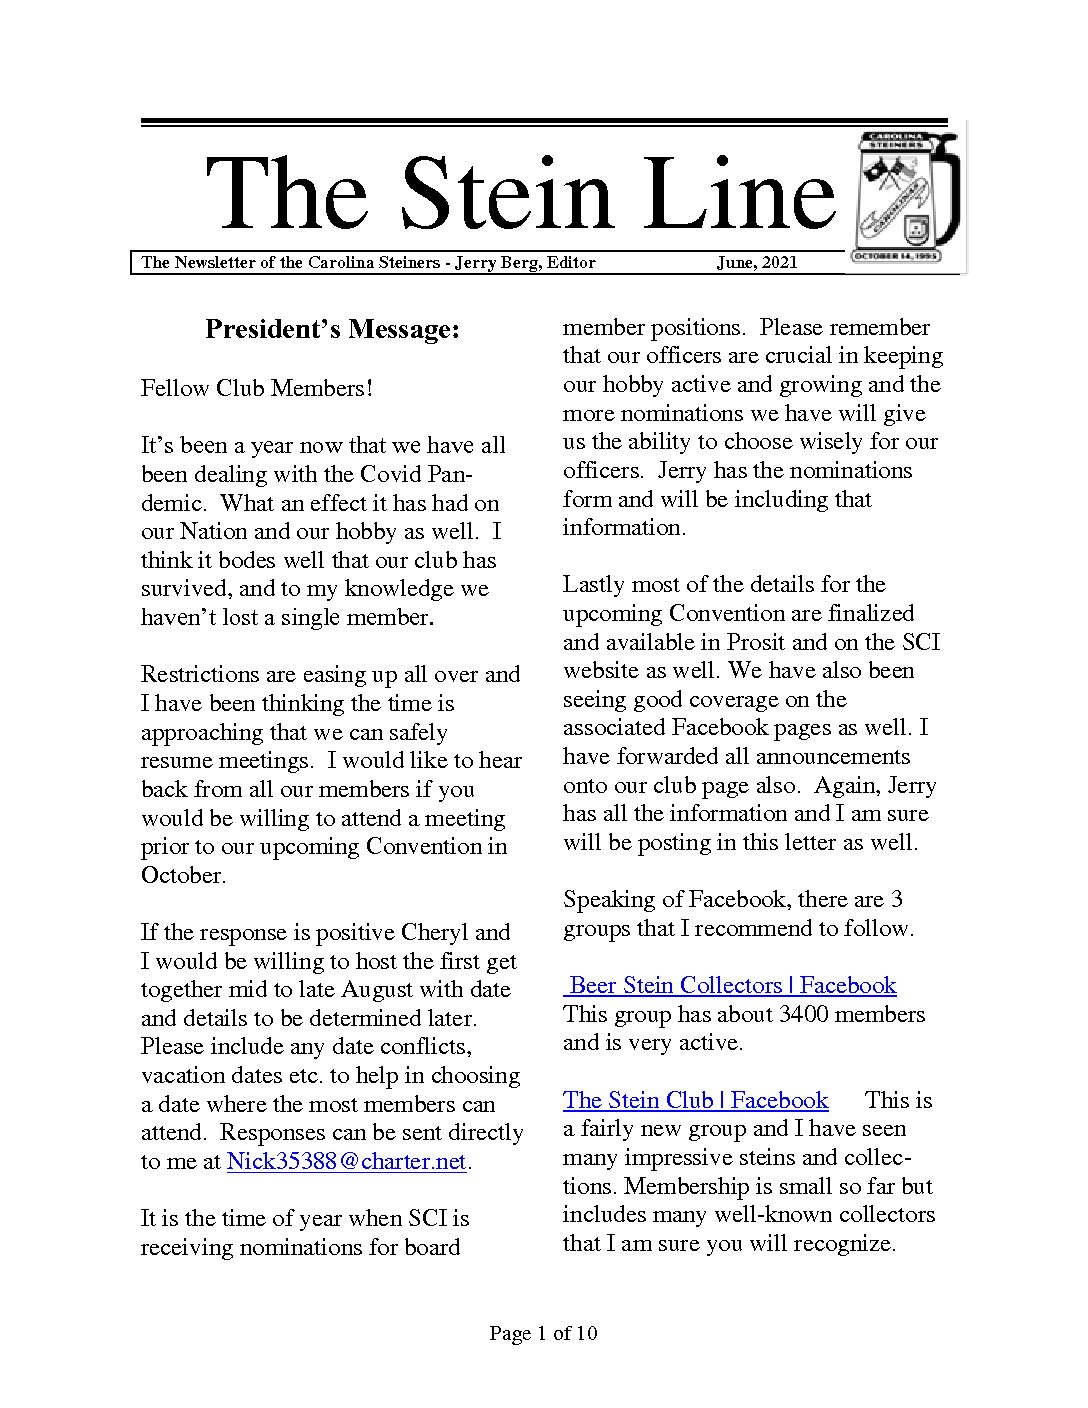 The Stein Line
CAROLINA
STEINERS
CAROLINAS
OCTOBER 14, 1995
The Newsletter of the Carolina Steiners - Jerry Berg, Editor June, 2021
President's Message:
Fellow Club Members!
It's been a year now that we have all
been dealing with the Covid Pan-
demic.  What an effect it has had on
our Nation and our hobby as well.  I
think it bodes well that our club has
survived, and to my knowledge we
haven't lost a single member.
Restrictions are easing up all over and
I have been thinking the time is
approaching that we can safely
resume meetings.  I would like to hear
back from all our members if you
would be willing to attend a meeting
prior to our upcoming Convention in
October.
If the response is positive Cheryl and
I would be willing to host the first get
together mid to late August with date
and details to be determined later.
Please include any date conflicts,
vacation dates etc. to help in choosing
a date where the most members can
attend.  Responses can be sent directly
to me at Nick35388@charter.net.
It is the time of year when SCI is
receiving nominations for board
member positions.  Please remember
that our officers are crucial in keeping
our hobby active and growing and the
more nominations we have will give
us the ability to choose wisely for our
officers.  Jerry has the nominations
form and will be including that
information.
Lastly most of the details for the
upcoming Convention are finalized
and available in Prosit and on the SCI
website as well. We have also been
seeing good coverage on the
associated Facebook pages as well. I
have forwarded all announcements
onto our club page also.  Again, Jerry
has all the information and I am sure
will be posting in this letter as well.
Speaking of Facebook, there are 3
groups that I recommend to follow.
Beer Stein Collectors | Facebook
This group has about 3400 members
and is very active.
The Stein Club | Facebook This is
a fairly new group and I have seen
many impressive steins and collec-
tions. Membership is small so far but
includes many well-known collectors
that I am sure you will recognize.
Page 1 of 10